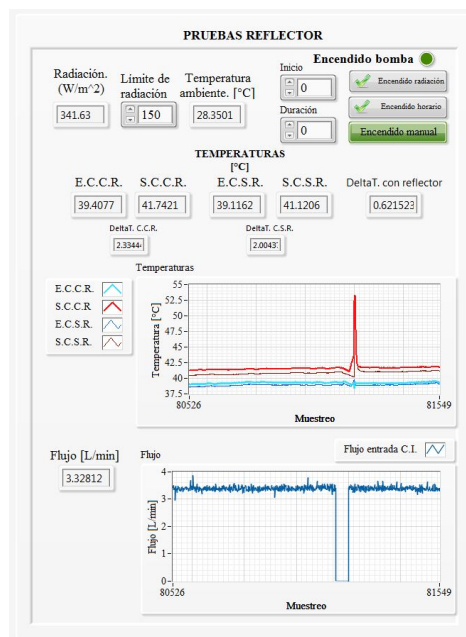 PRUEBAS REFLECTOR
Encendido bomba
Radiación.
(W/m^2)
Límite de
radiación
Temperatura
ambiente. [°C]
341.63
150
28.3501
Inicio
0
Duración
0
Encendido radiación
Encendido horario
Encendido manual
TEMPERATURAS
[°C]
E.C.C.R. S.C.C.R. E.C.S.R. S.C.S.R. DeltaT. con reflector
39.4077 41.7421 39.1162 41.1206 0.621523
DeltaT. C.C.R. DeltaT. C.S.R.
2.3344 2.0043
Temperaturas
E.C.C.R.
S.C.C.R
E.C.S.R.
S.C.S.R.
Temperatura [°C]
55
52.5
50
47.5
45
42.5
40
37.5
80526 81549
Muestreo
Flujo [L/min]
3.32812
Flujo
Flujo entrada C.I.
Flujo [L/min]
4
3
2
1
0
80526 81549
Muestreo